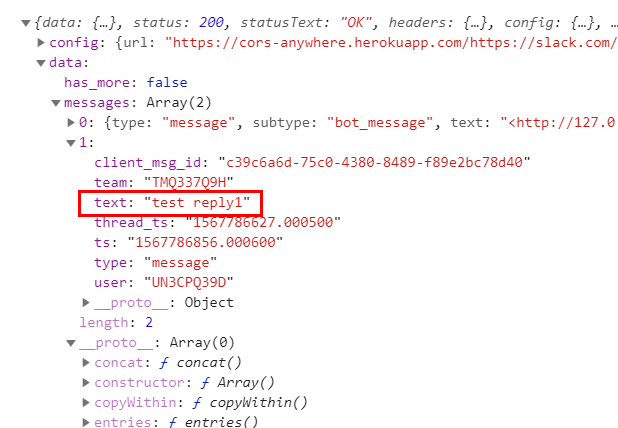 {data: {…}, status: 200, statusText: "OK", headers: {…}, config: {…}, …
config: {url: "https://cors-anywhere.herokuapp.com/https://slack.com/
data:
has_more: false
messages: Array(2)
0: {type: "message", subtype: "bot_message", text: "<http://127.0
1:
client_msg_id: "c39c6a6d-75c0-4380-8489-f89e2bc78d40"
team: "TMQ337Q9H"
text: "test reply1"
thread_ts: "1567786627.000500"
ts: "1567786856.000600"
type: "message"
user: "UN3CPQ39D"
__proto__: Object
length: 2
__proto__: Array(0)
concat: ƒ concat()
constructor: ƒ Array()
copyWithin: ƒ copyWithin()
entries: ƒ entries()